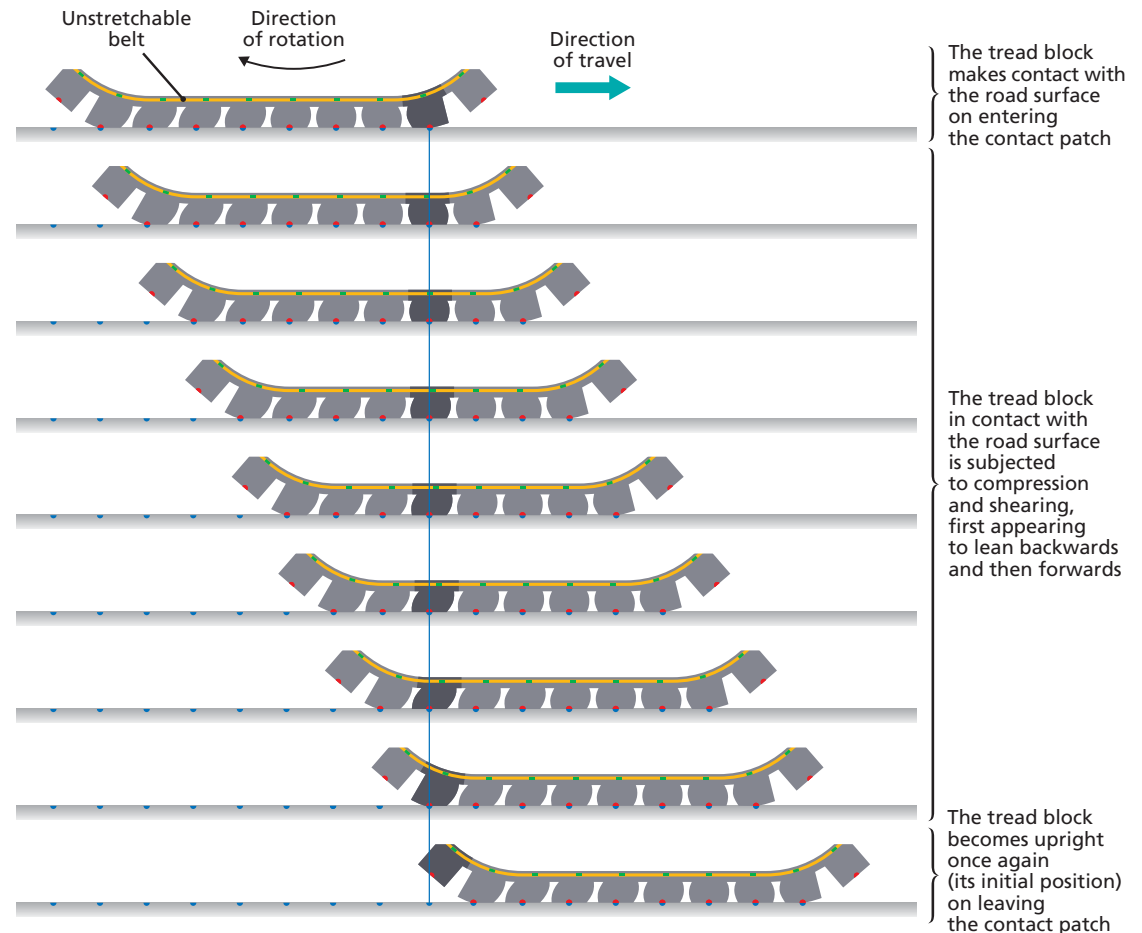 Unstretchable
belt
Direction
of rotation
Direction
of travel
The tread block
makes contact with
the road surface
on entering
the contact patch
The tread block
in contact with
the road surface
is subjected
to compression
and shearing,
first appearing
to lean backwards
and then forwards
The tread block
becomes upright
once again
(its initial position)
on leaving
the contact patch